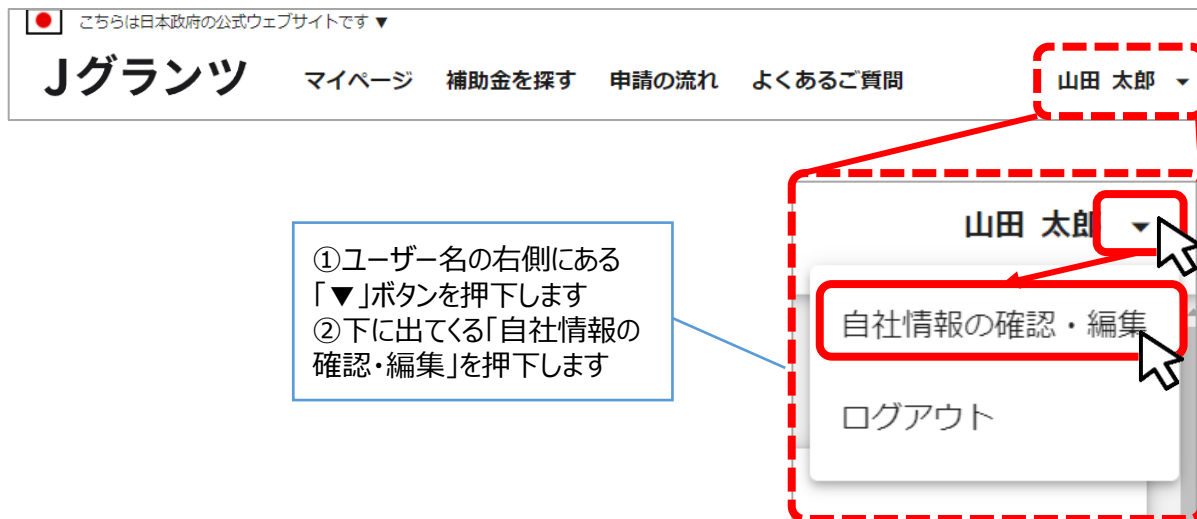 こちらは日本政府の公式ウェブサイトです ▼
Jグランツ マイページ 補助金を探す 申請の流れ よくあるご質問 山田 太郎 ▼
山田 太郎 ▼
①ユーザー名の右側にある
「▼」ボタンを押下します
②下に出てくる「自社情報の
確認・編集」を押下します
自社情報の確認・編集
ログアウト